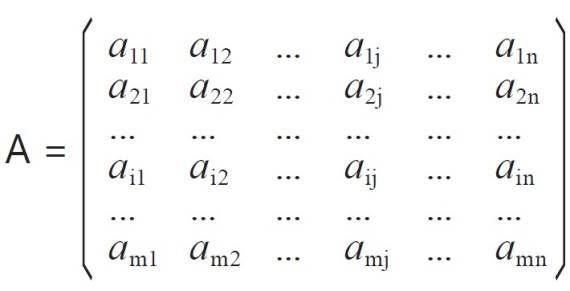 a11 a12 ... a1j ... a1n
a21 a22 ... a2j ... a2n
... ... ... ... ... ...
A = ai1 ai2 ... aij ... ain
... ... ... ... ... ...
am1 am2 ... amj ... amn